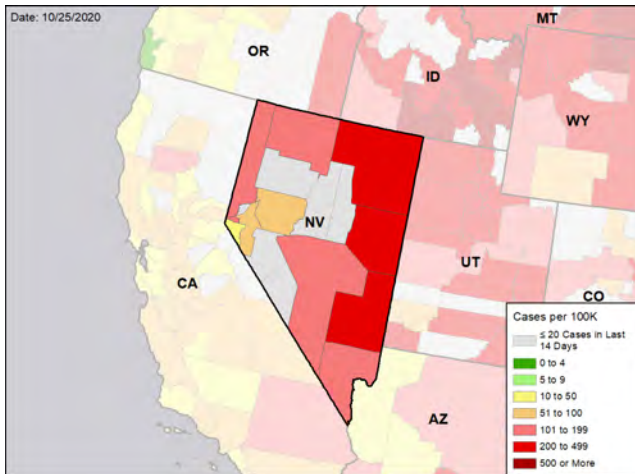 Date: 10/25/2020
MT
OR
ID
WY
NV
UT
CA
CO
AZ
Cases per 100K
≤ 20 Cases in Last
14 Days
0 to 4
5 to 9
10 to 50
51 to 100
101 to 199
200 to 499
500 or More